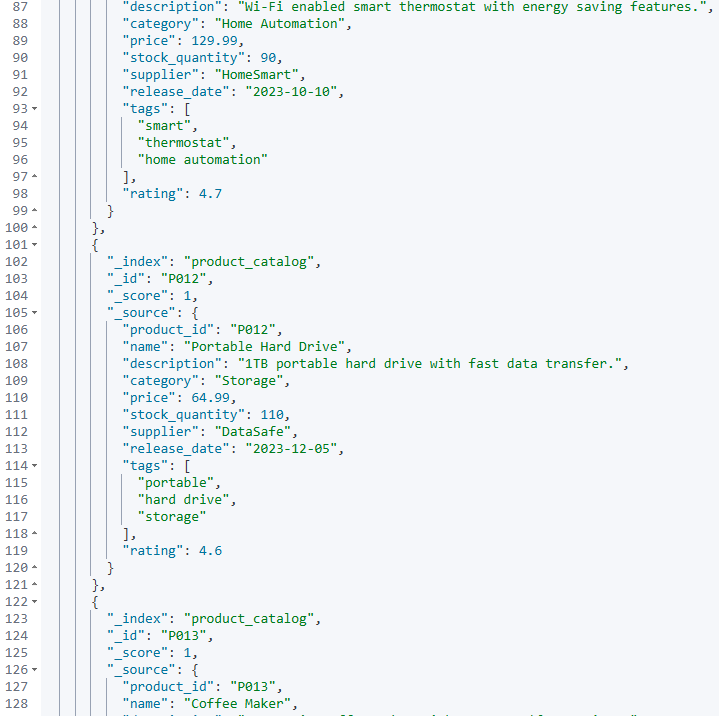 87 "description": "Wi-Fi enabled smart thermostat with energy saving features.",
88 "category": "Home Automation",
89 "price": 129.99,
90 "stock_quantity": 90,
91 "supplier": "HomeSmart",
92 "release_date": "2023-10-10",
93 "tags": [
94 "smart",
95 "thermostat",
96 "home automation"
97 ],
98 "rating": 4.7
99 }
100 },
101 {
102 "_index": "product_catalog",
103 "_id": "P012",
104 "_score": 1,
105 "_source": {
106 "product_id": "P012",
107 "name": "Portable Hard Drive",
108 "description": "1TB portable hard drive with fast data transfer.",
109 "category": "Storage",
110 "price": 64.99,
111 "stock_quantity": 110,
112 "supplier": "DataSafe",
113 "release_date": "2023-12-05",
114 "tags": [
115 "portable",
116 "hard drive",
117 "storage"
118 ],
119 "rating": 4.6
120 }
121 },
122 {
123 "_index": "product_catalog",
124 "_id": "P013",
125 "_score": 1,
126 "_source": {
127 "product_id": "P013",
128 "name": "Coffee Maker",